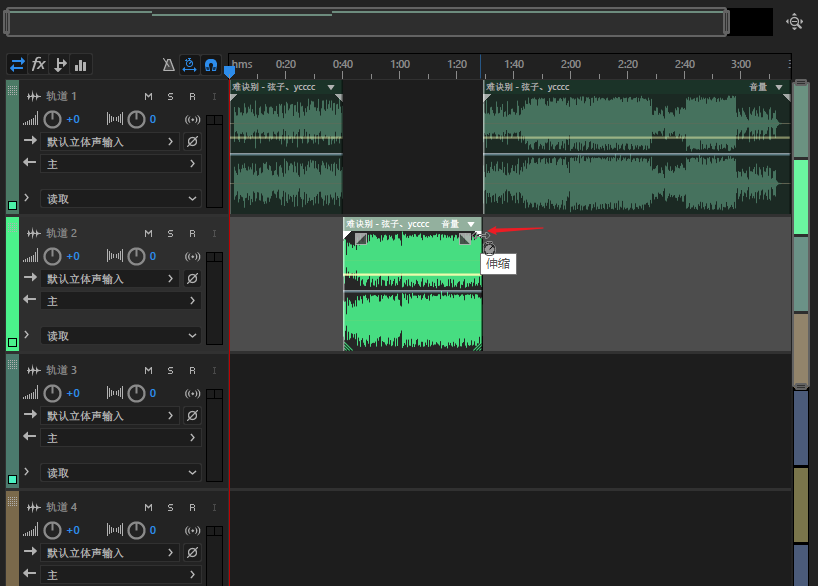 hms 0:20 0:40 1:00 1:20 1:40 2:00 2:20 2:40 3:00
fx
难诀别 - 弦子、ycccc
难诀别 - 弦子、ycccc 音量
轨道 1 M S R I
+0 0
默认立体声输入
主
读取
难诀别 - 弦子、ycccc 音量
轨道 2 M S R I
+0 0
默认立体声输入
伸缩
主
读取
轨道 3 M S R I
+0 0
默认立体声输入
主
读取
轨道 4 M S R I
+0 0
默认立体声输入
主